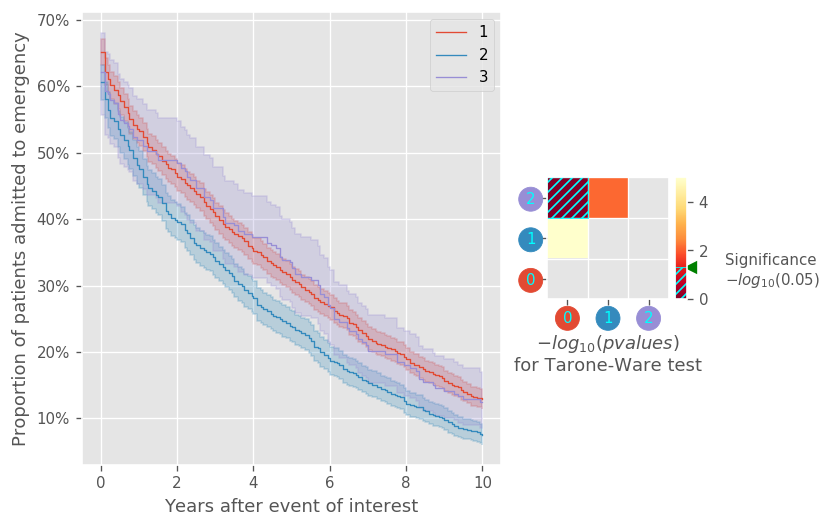 70%
60%
50%
40%
30%
20%
10%
Proportion of patients admitted to emergency
0 2 4 6 8 10
Years after event of interest
1
2
3
2
1
0
0 1 2
4
2
0
Significance
−log₁₀(0.05)
−log₁₀(pvalues)
for Tarone-Ware test